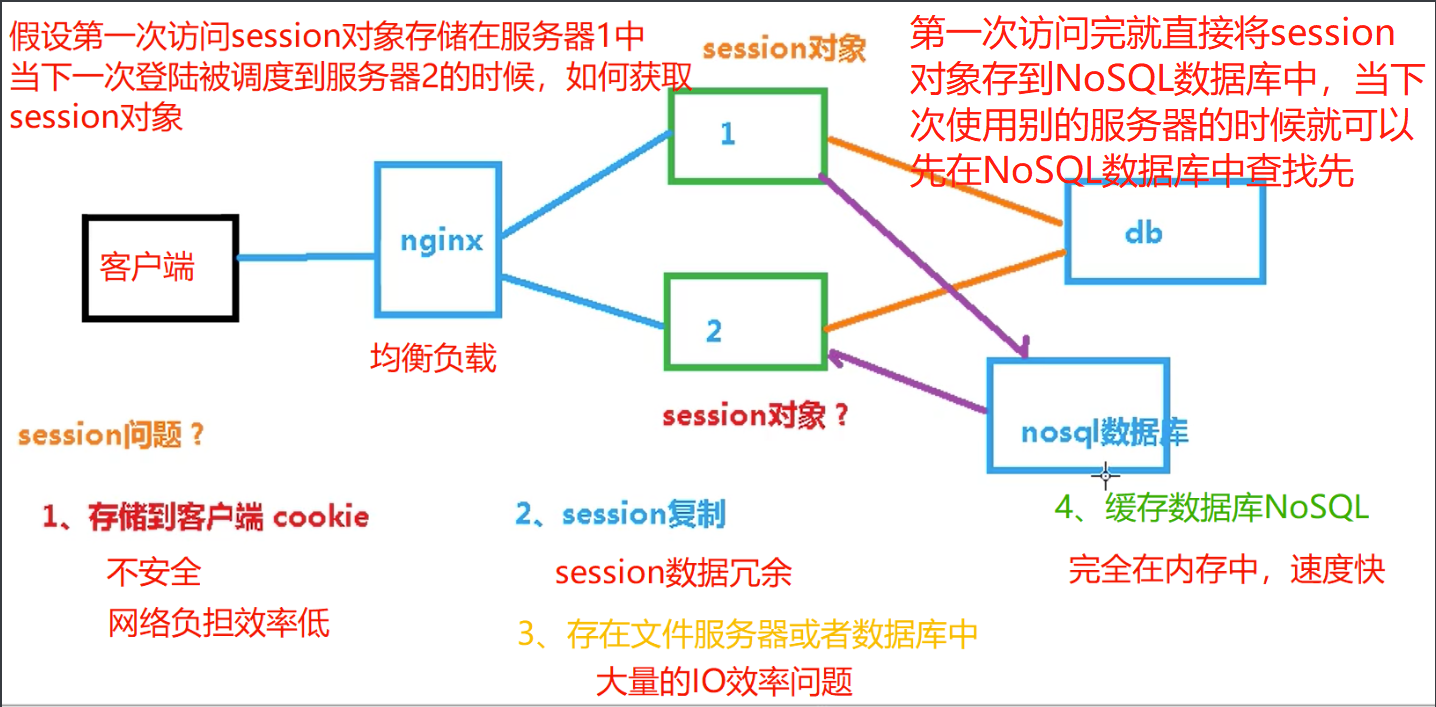 假设第一次访问session对象存储在服务器1中
当下一次登陆被调度到服务器2的时候，如何获取
session对象
session对象
第一次访问完就直接将session
对象存到NoSQL数据库中，当下
次使用别的服务器的时候就可以
先在NoSQL数据库中查找先
1
客户端
nginx
db
2
均衡负载
session对象？
nosql数据库
session问题？
1、存储到客户端 cookie
不安全
网络负担效率低
2、session复制
session数据冗余
3、存在文件服务器或者数据库中
大量的IO效率问题
4、缓存数据库NoSQL
完全在内存中，速度快